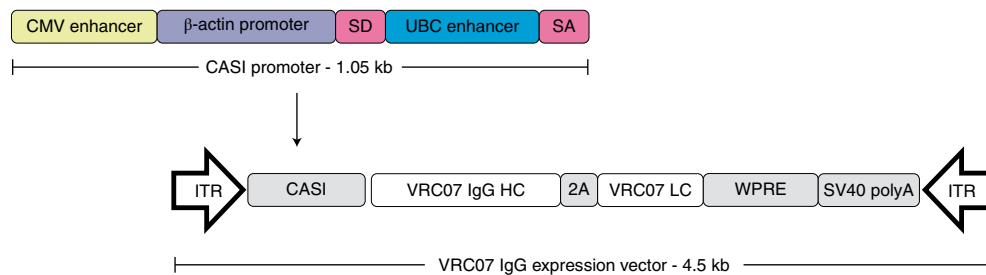 CMV enhancer β-actin promoter SD UBC enhancer SA
CASI promoter - 1.05 kb
ITR CASI VRC07 IgG HC 2A VRC07 LC WPRE SV40 polyA ITR
VRC07 IgG expression vector - 4.5 kb